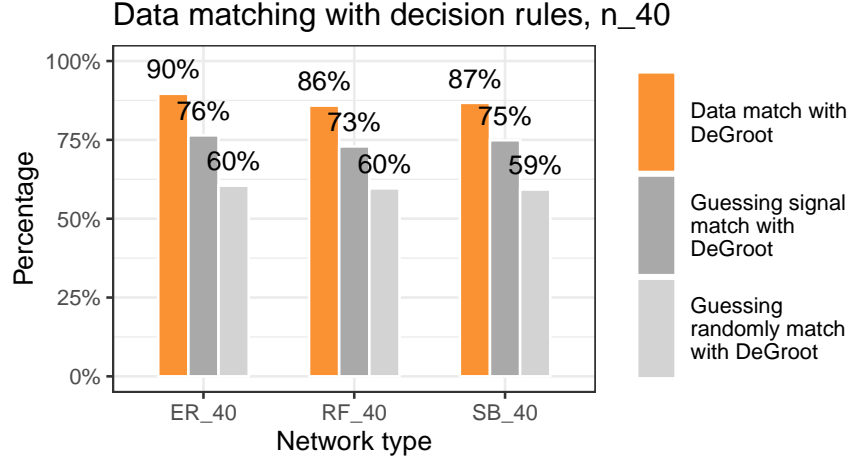 Data matching with decision rules, n_40
100%
75%
50%
25%
0%
Percentage
90%
76%
60%
86%
73%
60%
87%
75%
59%
ER_40
RF_40
SB_40
Network type
Data match with
DeGroot
Guessing signal
match with
DeGroot
Guessing
randomly match
with DeGroot